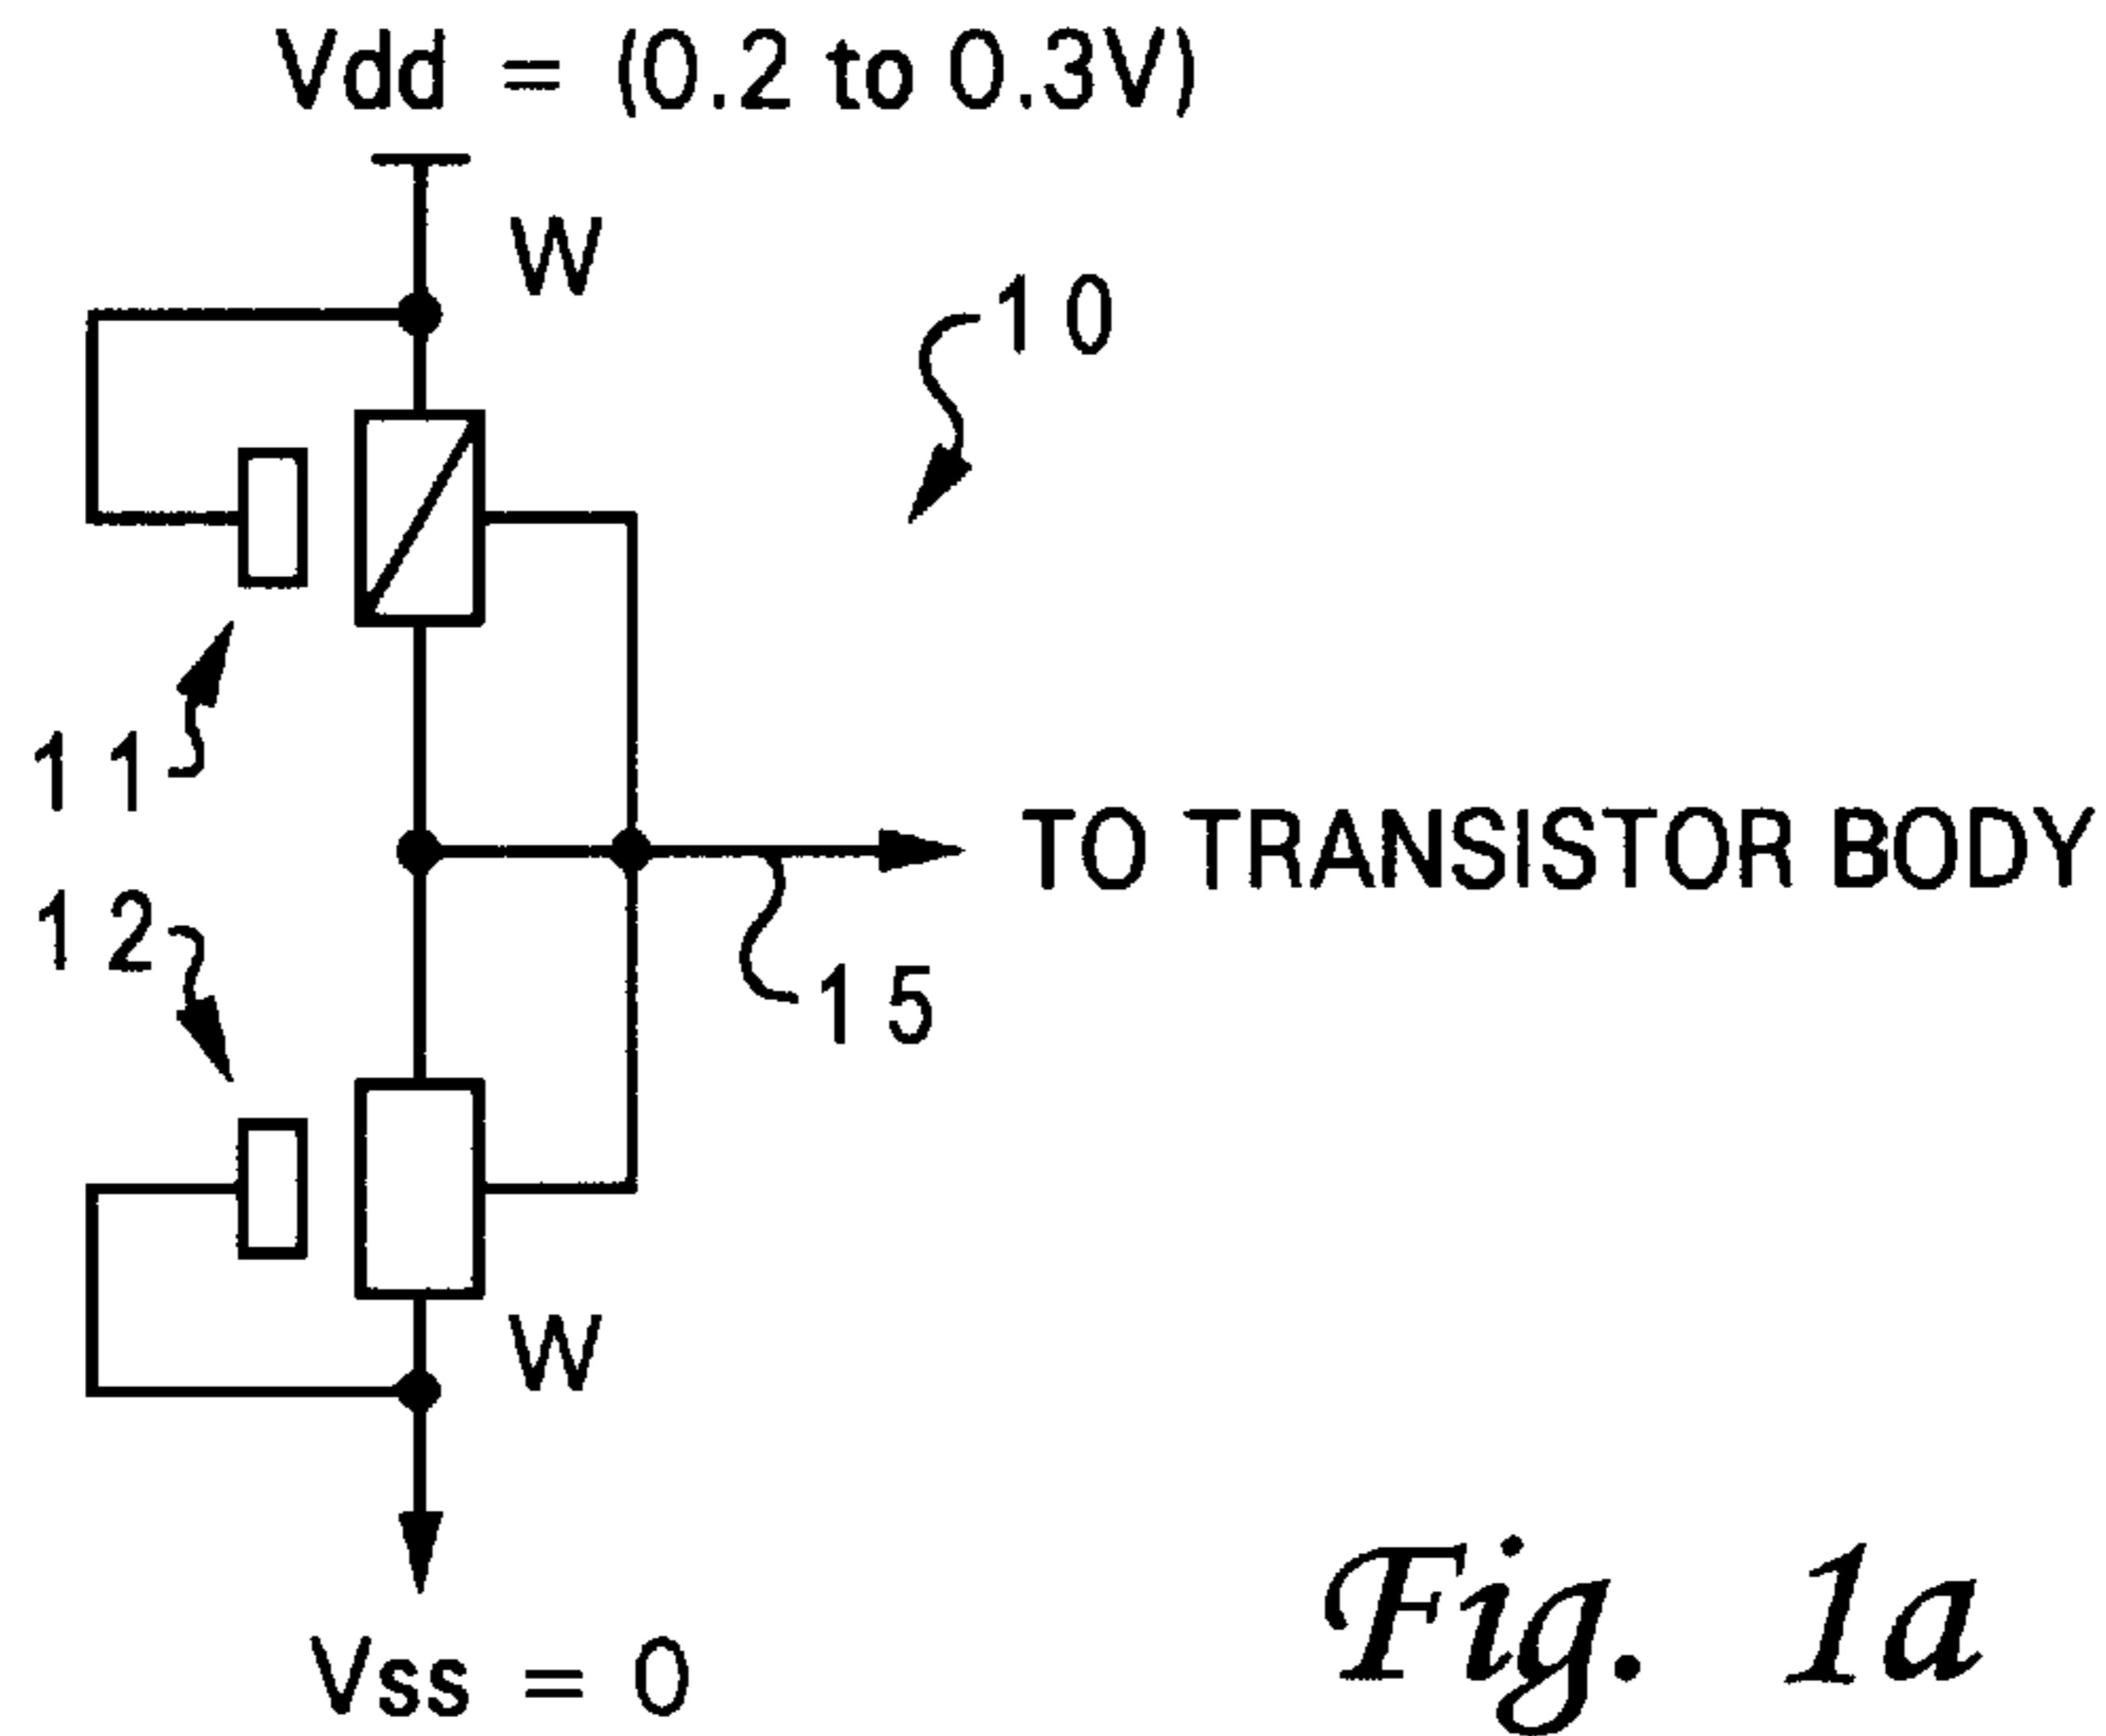 Vdd = (0.2 to 0.3V)
W
10
11
TO TRANSISTOR BODY
12
15
W
Vss = 0
Fig. 1a